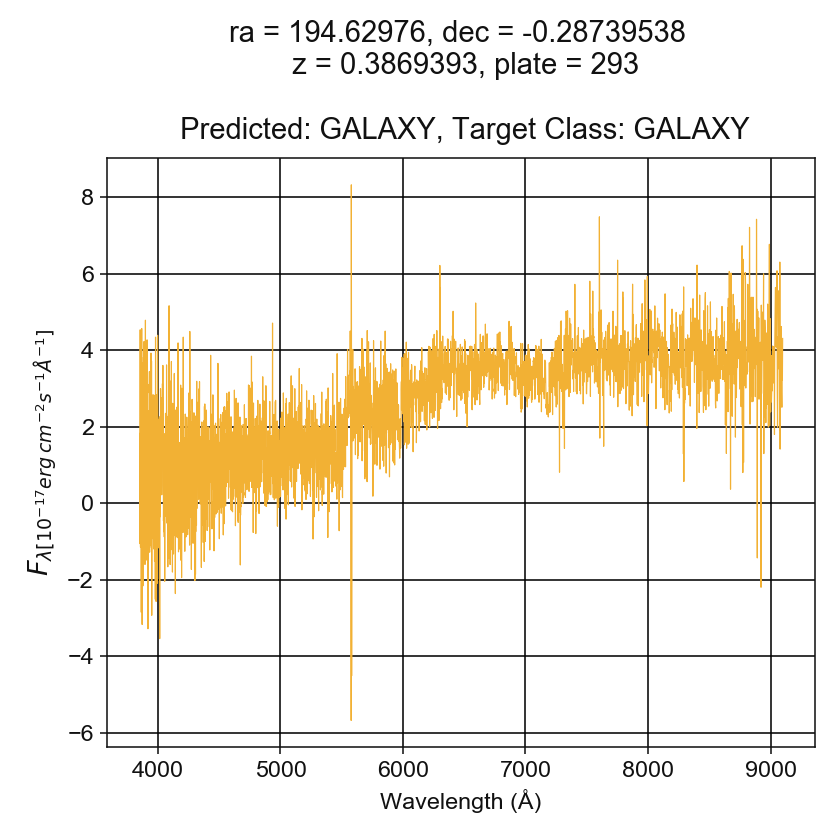 ra = 194.62976, dec = -0.28739538
z = 0.3869393, plate = 293
Predicted: GALAXY, Target Class: GALAXY
8
6
4
2
0
−2
−4
−6
F_{λ[10^{−17} erg cm^{−2} s^{−1} Å^{−1}]}
4000 5000 6000 7000 8000 9000
Wavelength (Å)